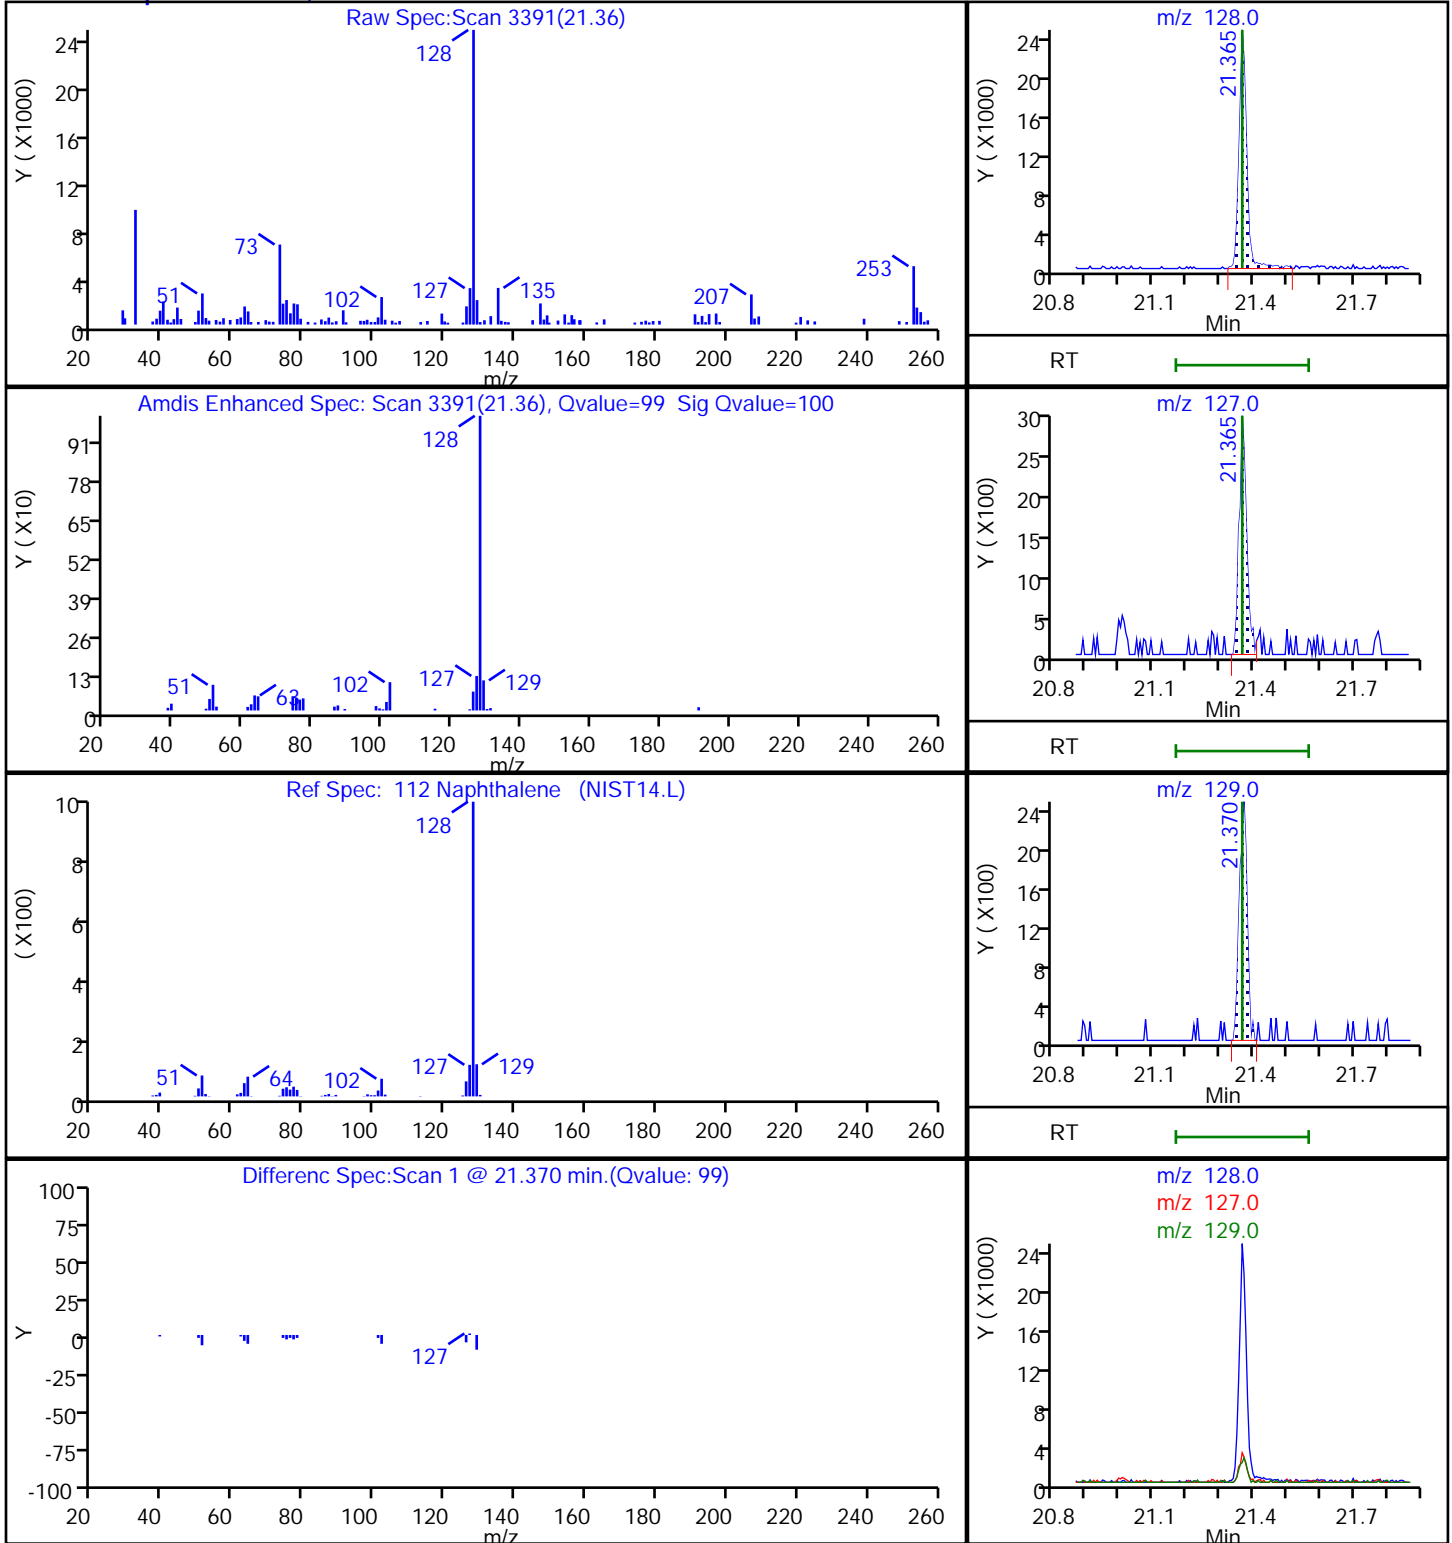 Raw Spec:Scan 3391(21.36)
Y ( X1000)
24
20
16
12
8
4
0
128
73
51
102
127
135
207
253
20 40 60 80 100 120 140 160 180 200 220 240 260
m/z
m/z 128.0
Y ( X1000)
24
20
16
12
8
4
0
21.365
20.8 21.1 21.4 21.7
Min
RT
Amdis Enhanced Spec: Scan 3391(21.36), Qvalue=99 Sig Qvalue=100
Y ( X10)
91
78
65
52
39
26
13
0
128
51
63
102
127
129
20 40 60 80 100 120 140 160 180 200 220 240 260
m/z
m/z 127.0
Y ( X100)
30
25
20
15
10
5
0
21.365
20.8 21.1 21.4 21.7
Min
RT
Ref Spec: 112 Naphthalene (NIST14.L)
( X100)
10
8
6
4
2
0
128
51
64
102
127
129
20 40 60 80 100 120 140 160 180 200 220 240 260
m/z 129.0
Y ( X100)
24
20
16
12
8
4
0
21.370
20.8 21.1 21.4 21.7
Min
RT
Differenc Spec:Scan 1 @ 21.370 min.(Qvalue: 99)
Y
100
75
50
25
0
-25
-50
-75
-100
127
20 40 60 80 100 120 140 160 180 200 220 240 260
m/z
m/z 128.0
m/z 127.0
m/z 129.0
Y ( X1000)
24
20
16
12
8
4
0
20.8 21.1 21.4 21.7
Min